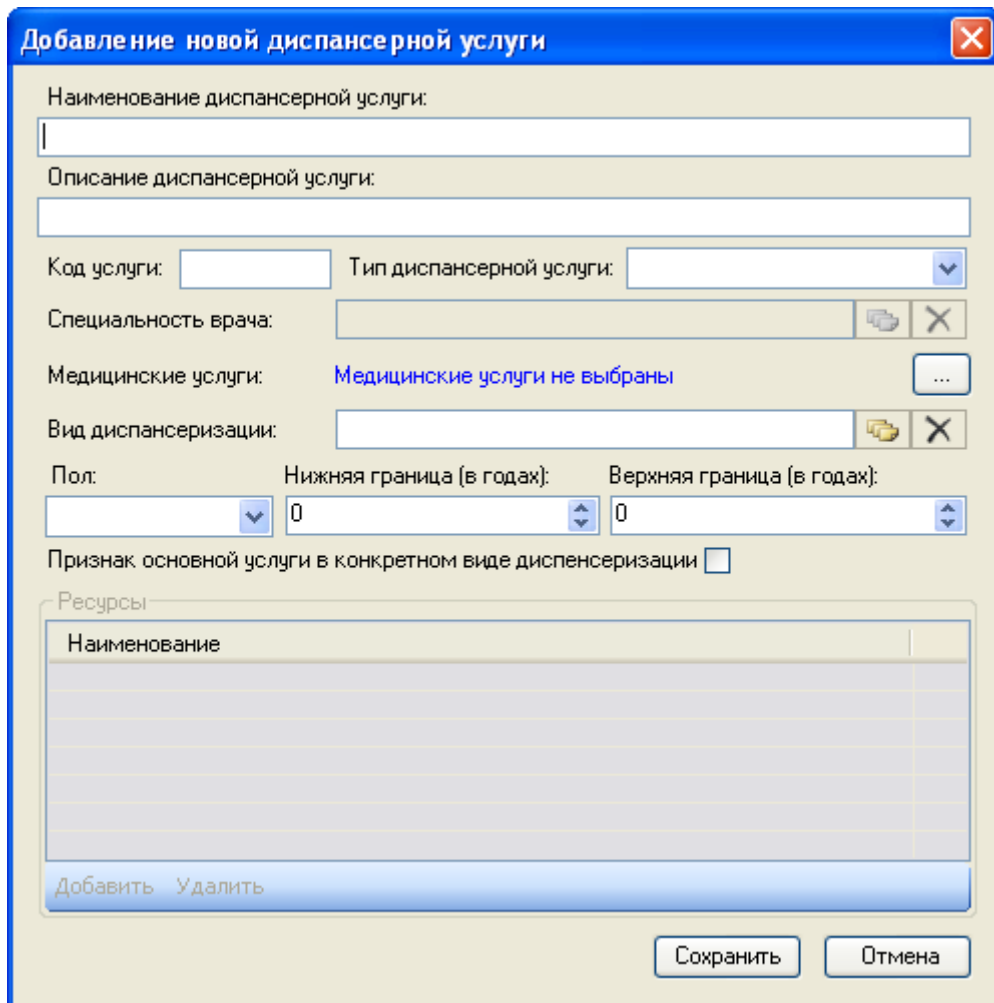 Добавление новой диспансерной услуги
Наименование диспансерной услуги:
Описание диспансерной услуги:
Код услуги: Тип диспансерной услуги:
Специальность врача:
Медицинские услуги: Медицинские услуги не выбраны ...
Вид диспансеризации:
Пол: Нижняя граница (в годах): Верхняя граница (в годах):
0 0
Признак основной услуги в конкретном виде диспенсеризации
Ресурсы
Наименование
Добавить Удалить
Сохранить Отмена